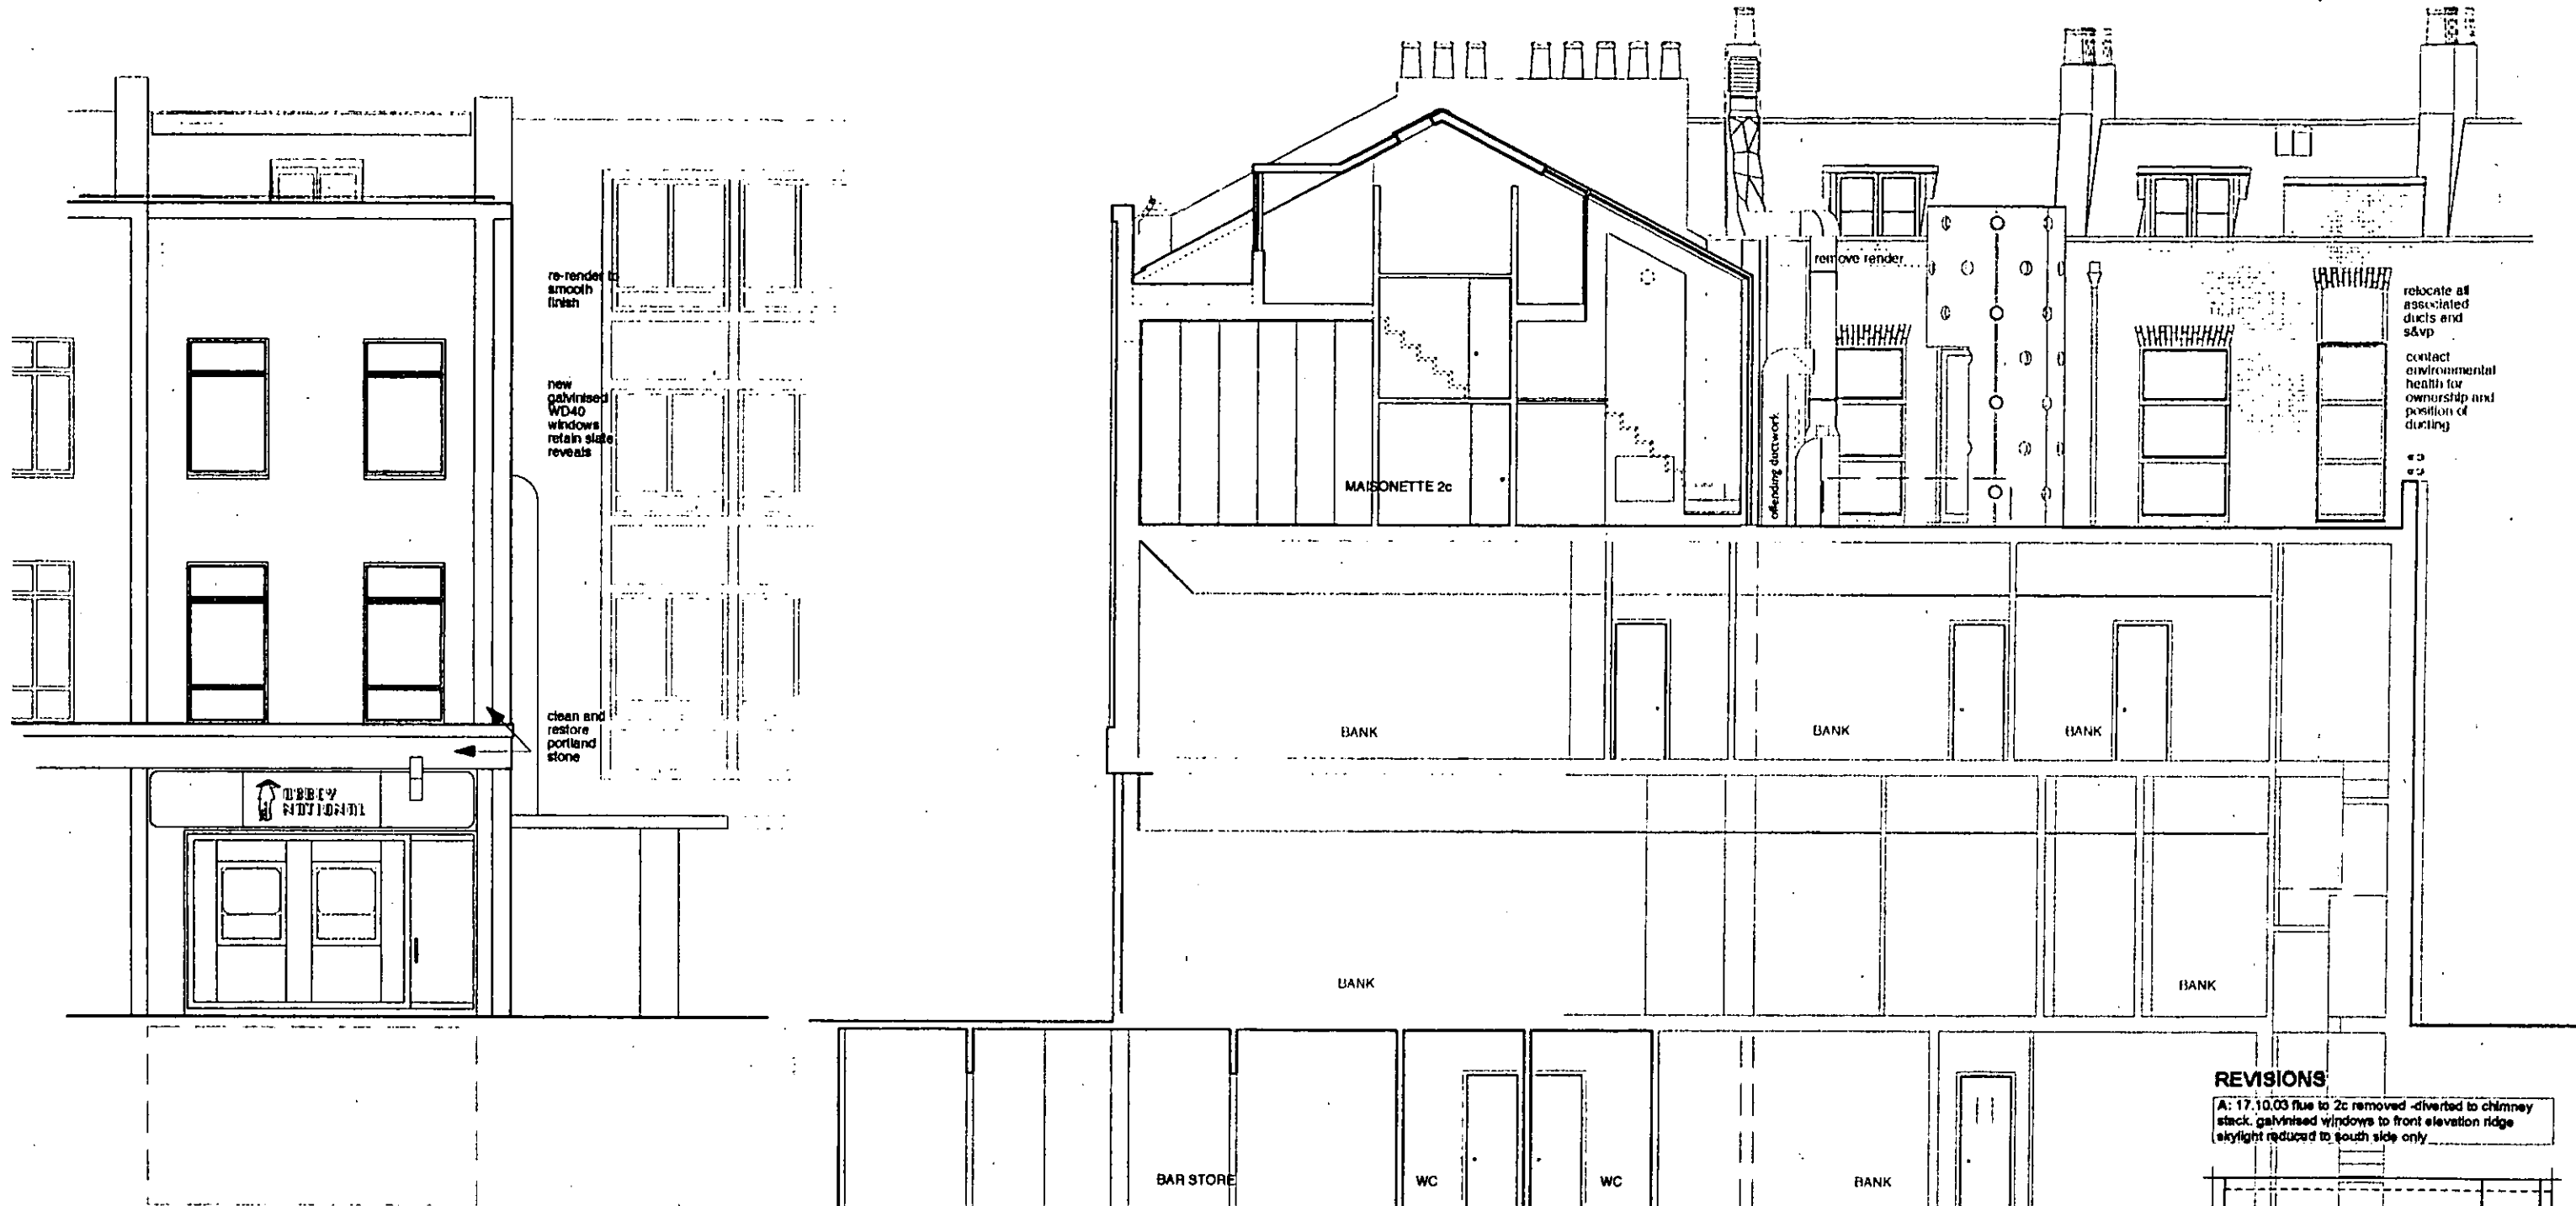 re-render to
smooth
finish
new
galvinised
WD40
windows
retain slate
reveals
clean and
restore
portland
stone
ABBEY
NATIONAL
MAISONETTE 2c
offending ductwork
remove render
relocate all
associated
ducts and
s&vp
contact
environmental
health for
ownership and
position of
ducting
BANK
BANK
BANK
BANK
BANK
BAR STORE
WC
WC
BANK
REVISIONS
A: 17.10.03 flue to 2c removed -diverted to chimney
stack. galvinised windows to front elevation ridge
skylight reduced to south side only